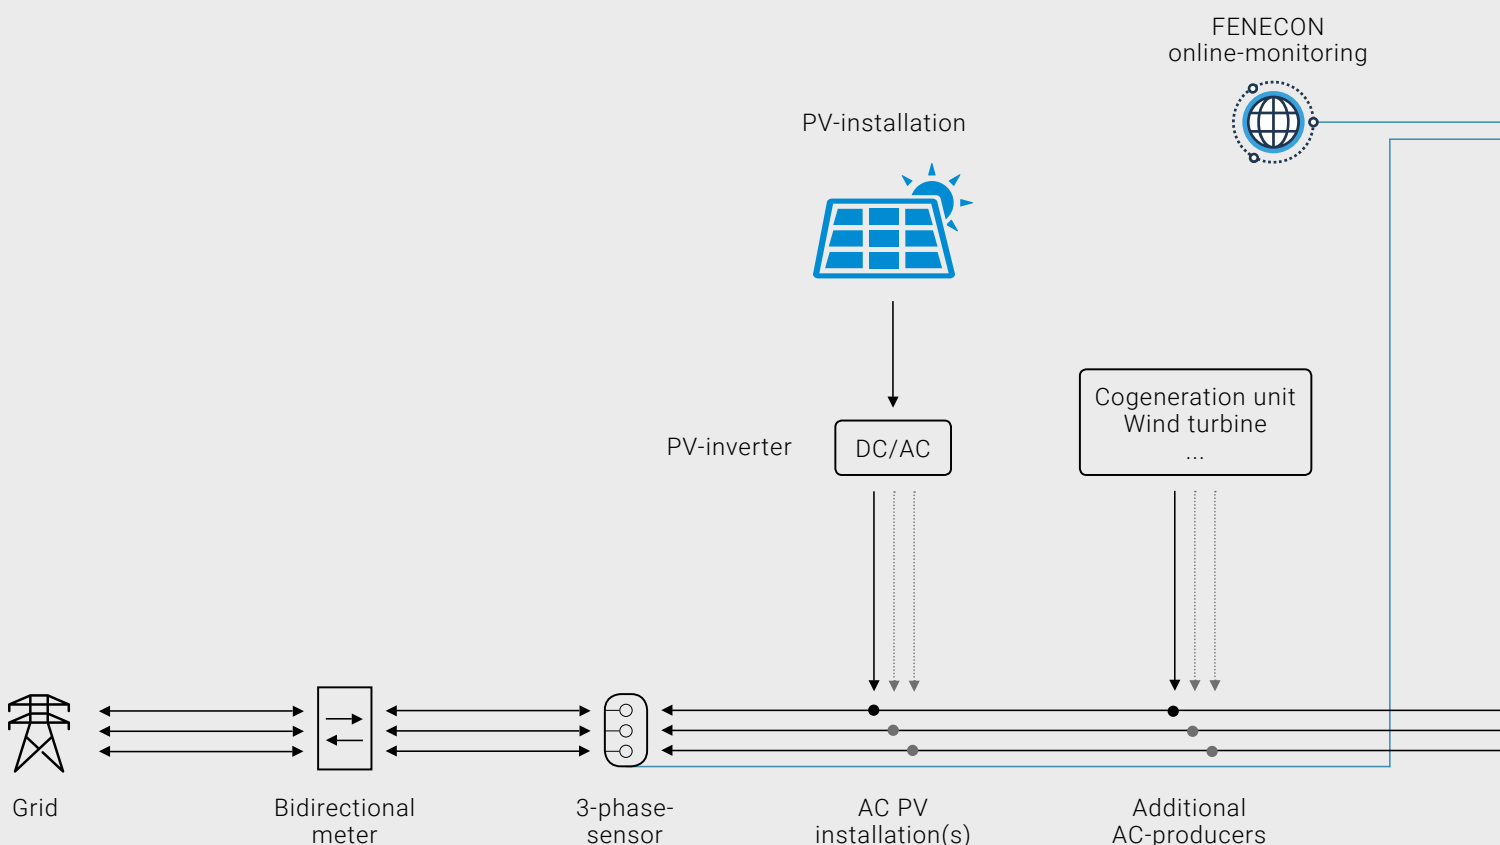 FENECON
online-monitoring
PV-installation
Cogeneration unit
Wind turbine
...
PV-inverter
DC/AC
Grid
Bidirectional
meter
3-phase-
sensor
AC PV
installation(s)
Additional
AC-producers